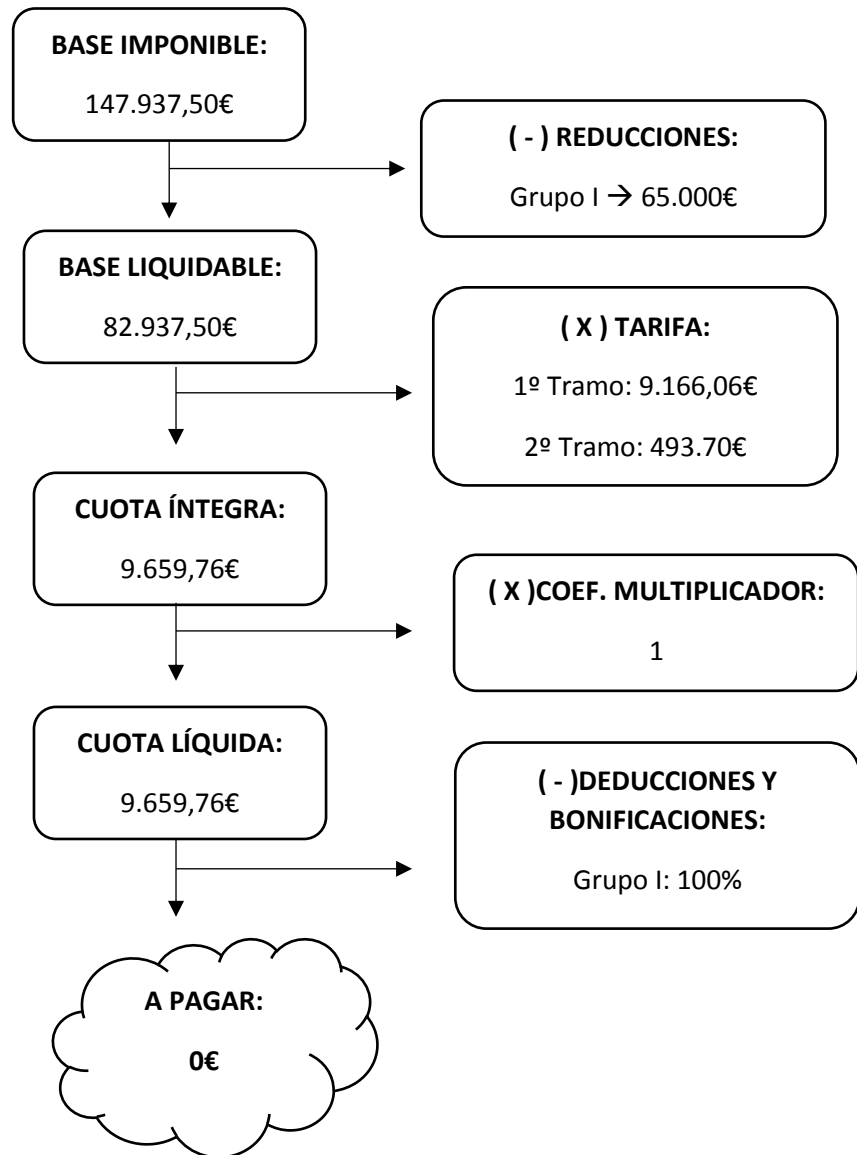 BASE IMPONIBLE:
147.937,50€
( - ) REDUCCIONES:
Grupo I → 65.000€
BASE LIQUIDABLE:
82.937,50€
( X ) TARIFA:
1º Tramo: 9.166,06€
2º Tramo: 493.70€
CUOTA ÍNTEGRA:
9.659,76€
( X )COEF. MULTIPLICADOR:
1
CUOTA LÍQUIDA:
9.659,76€
( - )DEDUCCIONES Y
BONIFICACIONES:
Grupo I: 100%
A PAGAR:
0€